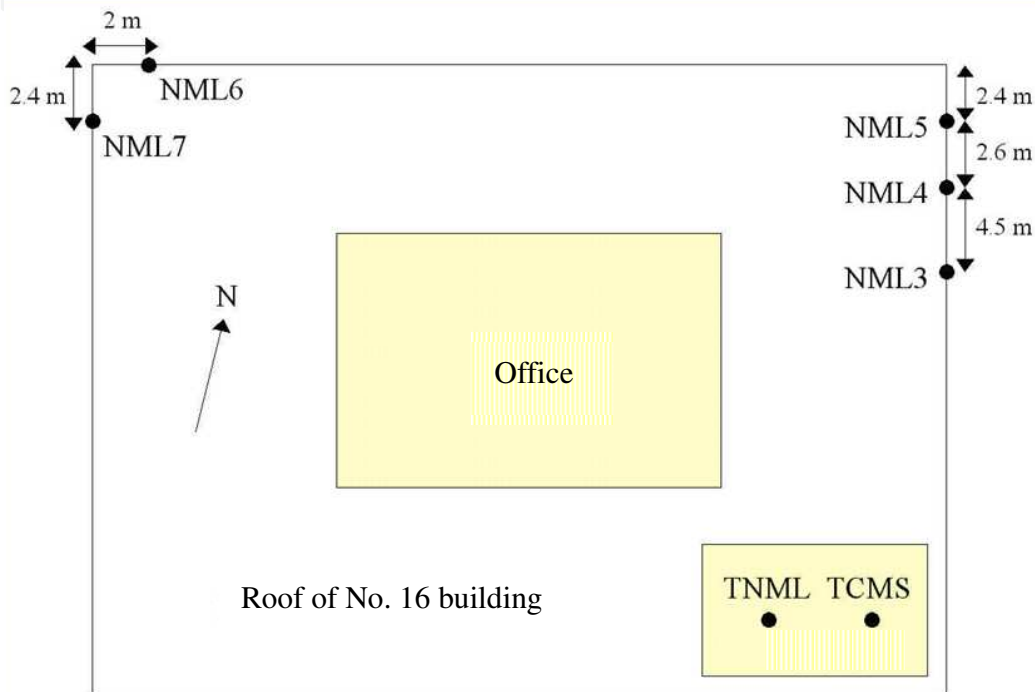 2 m
2.4 m
NML6
2.4 m
NML7
NML5
2.6 m
NML4
4.5 m
NML3
N
Office
TNML TCMS
Roof of No. 16 building